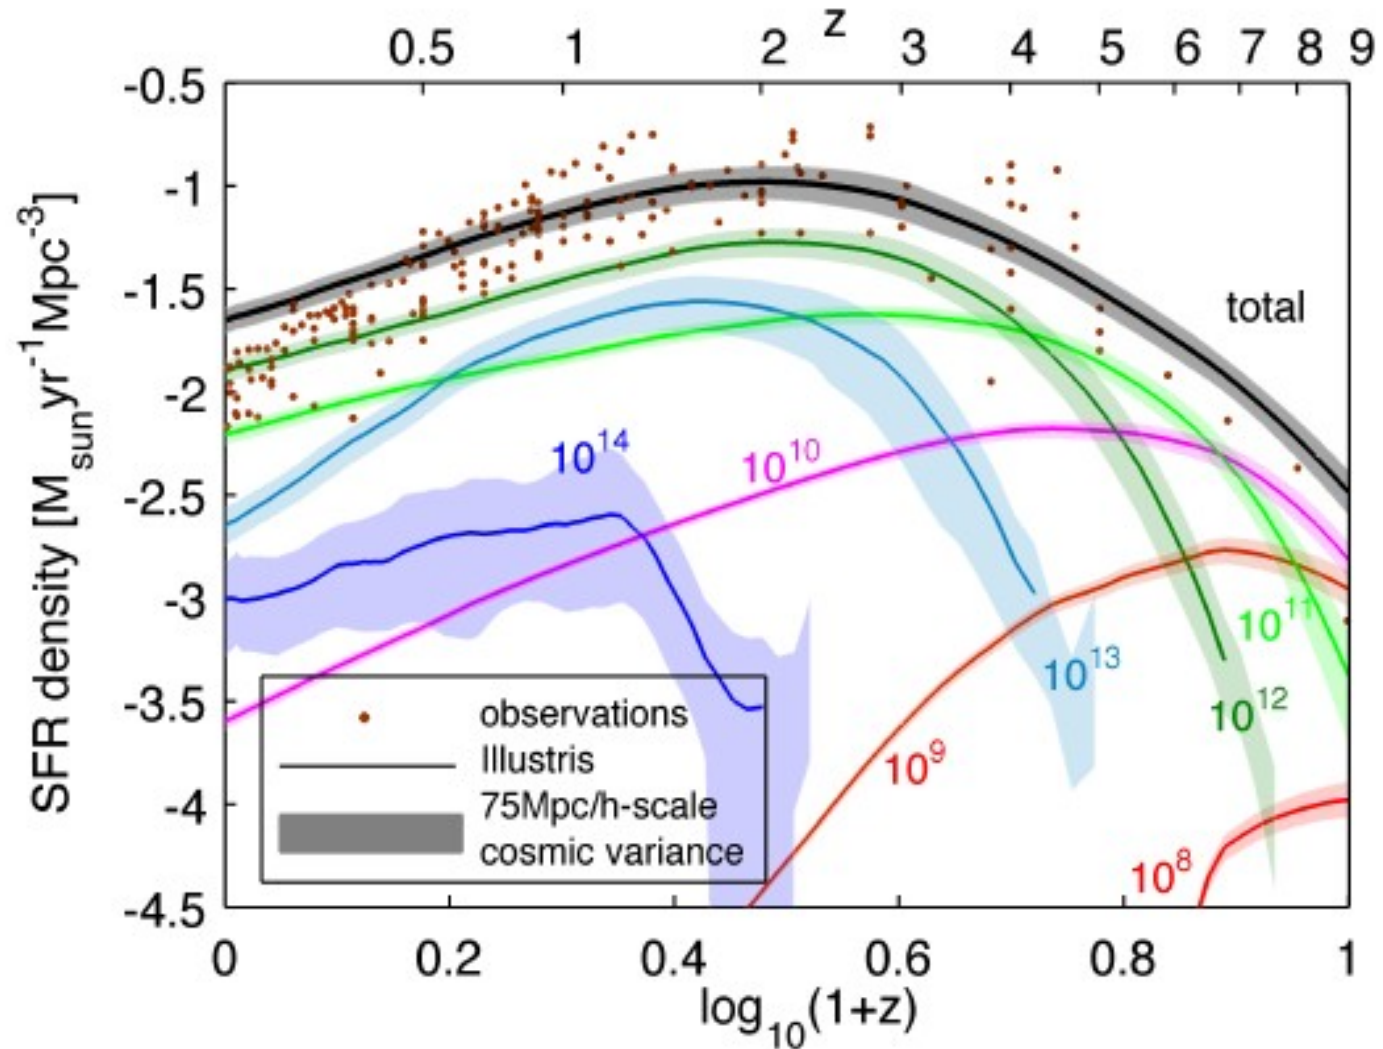 z
0.5 1 2 3 4 5 6 7 8 9
-0.5
-1
-1.5
-2
-2.5
-3
-3.5
-4
-4.5
SFR density [M_sun yr^-1 Mpc^-3]
total
10^14
10^10
10^11
10^13
10^12
10^9
10^8
observations
Illustris
75Mpc/h-scale
cosmic variance
0 0.2 0.4 0.6 0.8 1
log_10(1+z)